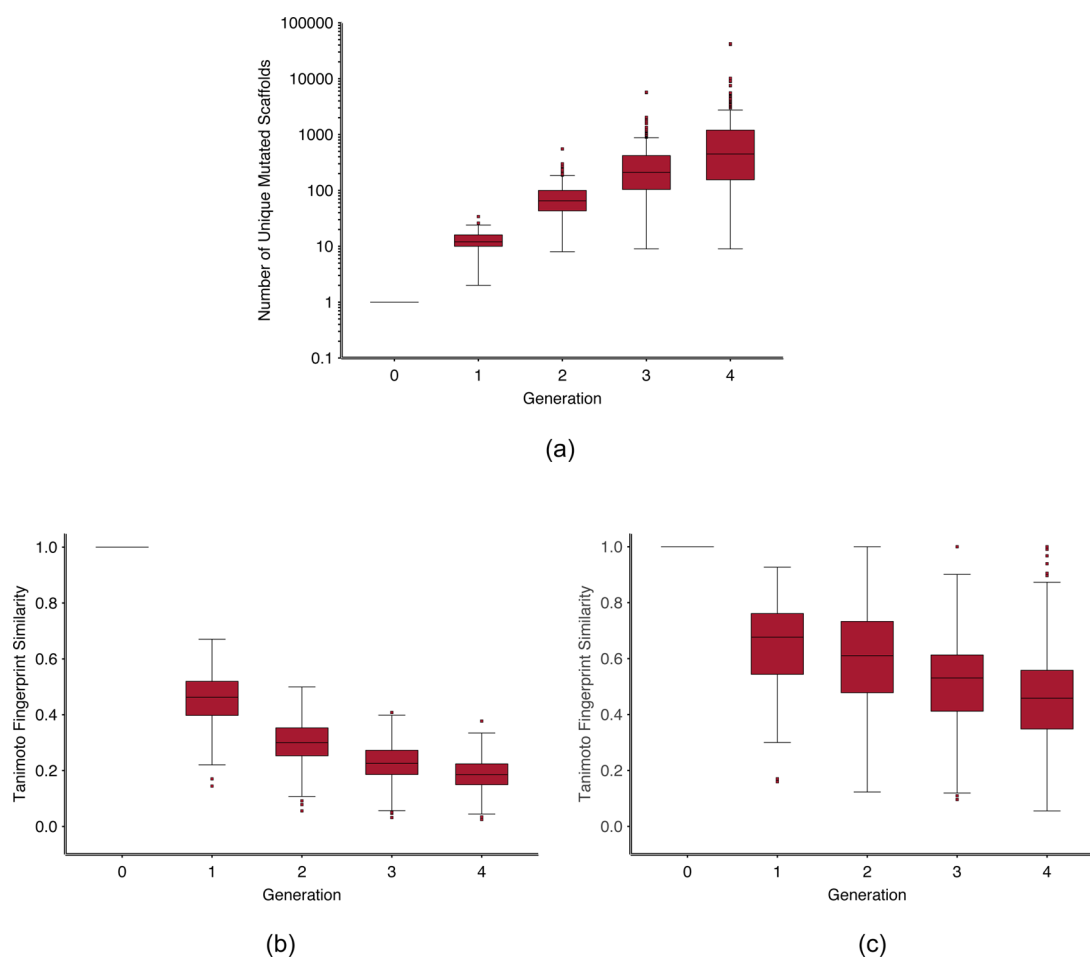 100000
10000
1000
100
10
1
0.1
Number of Unique Mutated Scaffolds
0 1 2 3 4
Generation
(a)
1.0
0.8
0.6
0.4
0.2
0.0
Tanimoto Fingerprint Similarity
0 1 2 3 4
Generation
(b)
1.0
0.8
0.6
0.4
0.2
0.0
Tanimoto Fingerprint Similarity
0 1 2 3 4
Generation
(c)